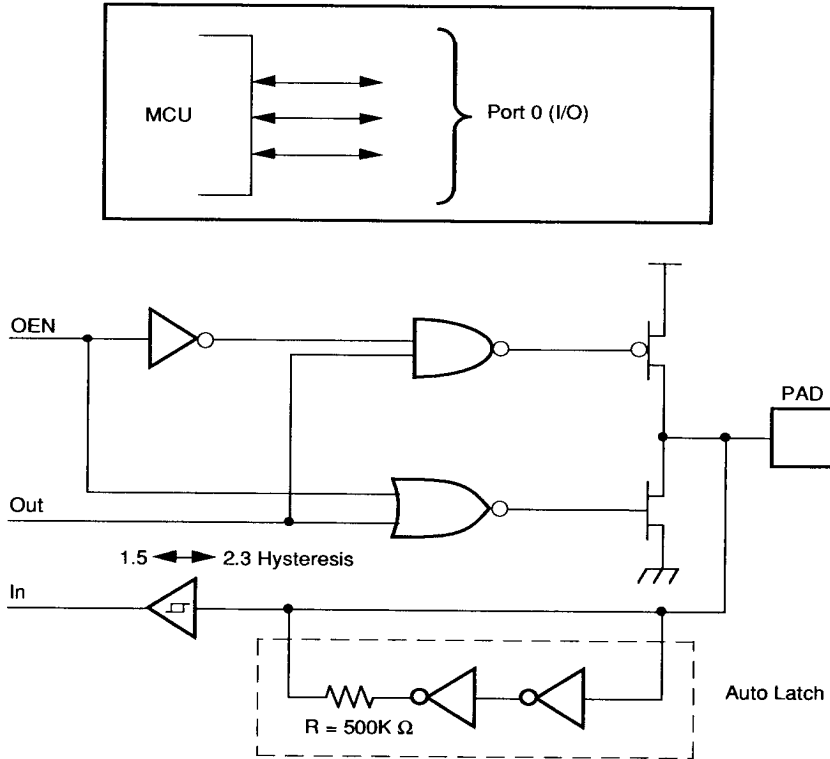 MCU
Port 0 (I/O)
OEN
PAD
Out
1.5
2.3 Hysteresis
In
Auto Latch
R = 500K Ω